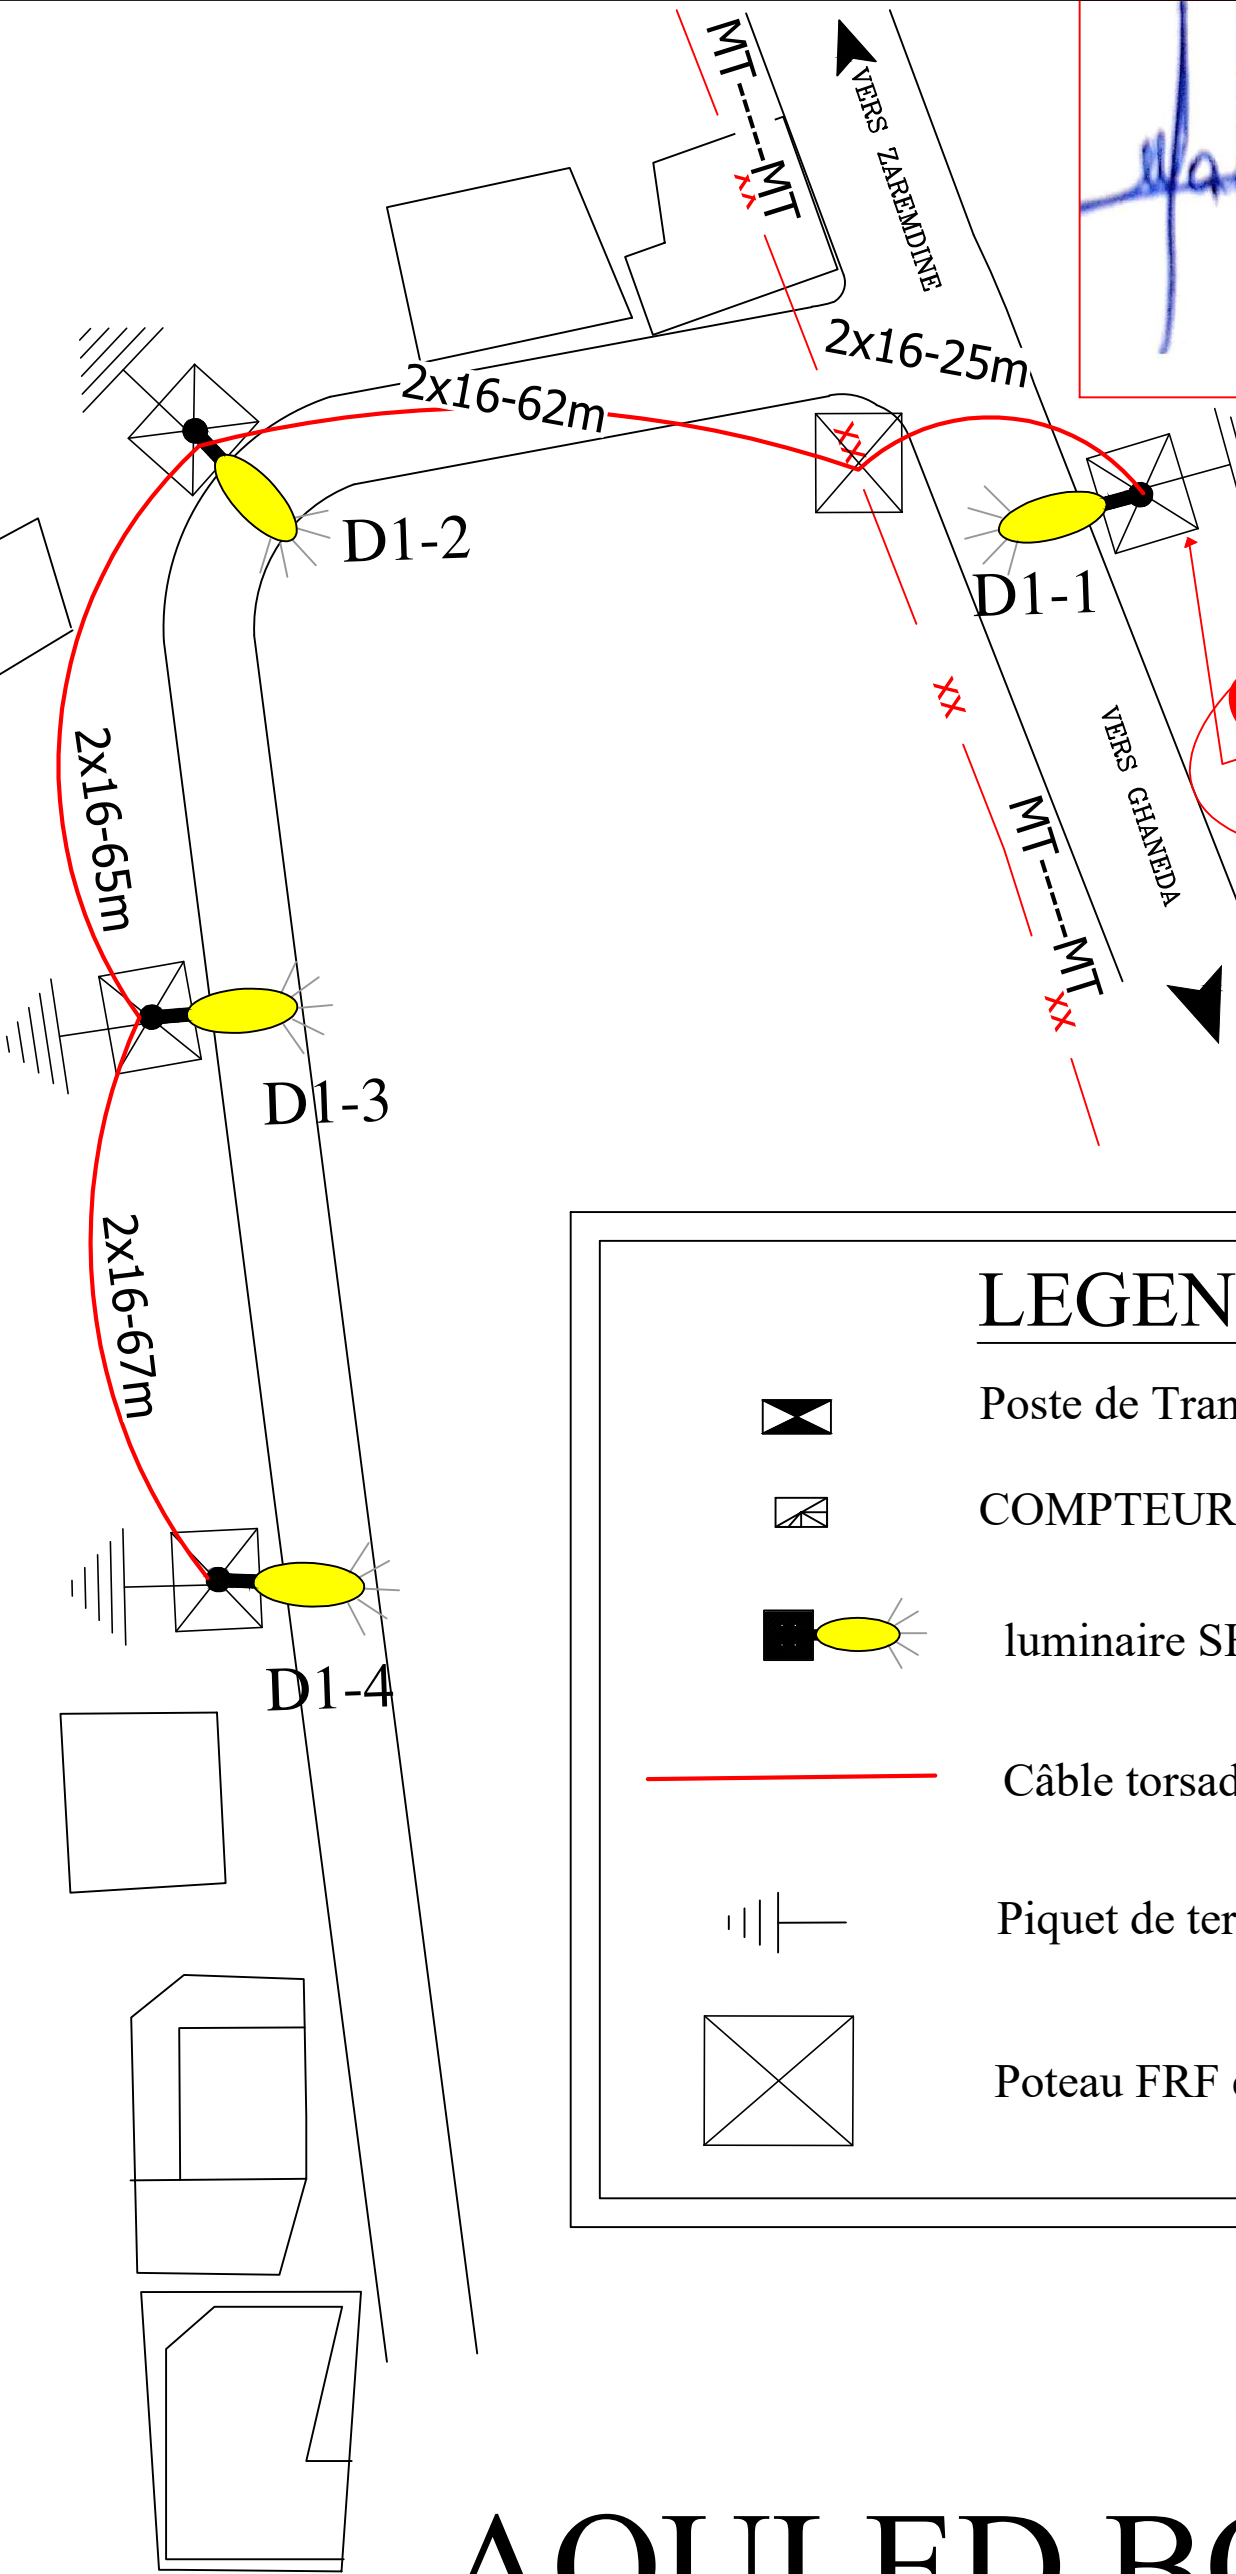 MT-----MT
VERS ZAREMDINE
2x16-25m
2x16-62m
D1-2
D1-1
2x16-65m
VERS GHANEDA
MT-----MT
D1-3
2x16-67m
D1-4
LEGEN
Poste de Tran
COMPTEUR
luminaire SH
Câble torsad
Piquet de ter
Poteau FRF
AOULED BO